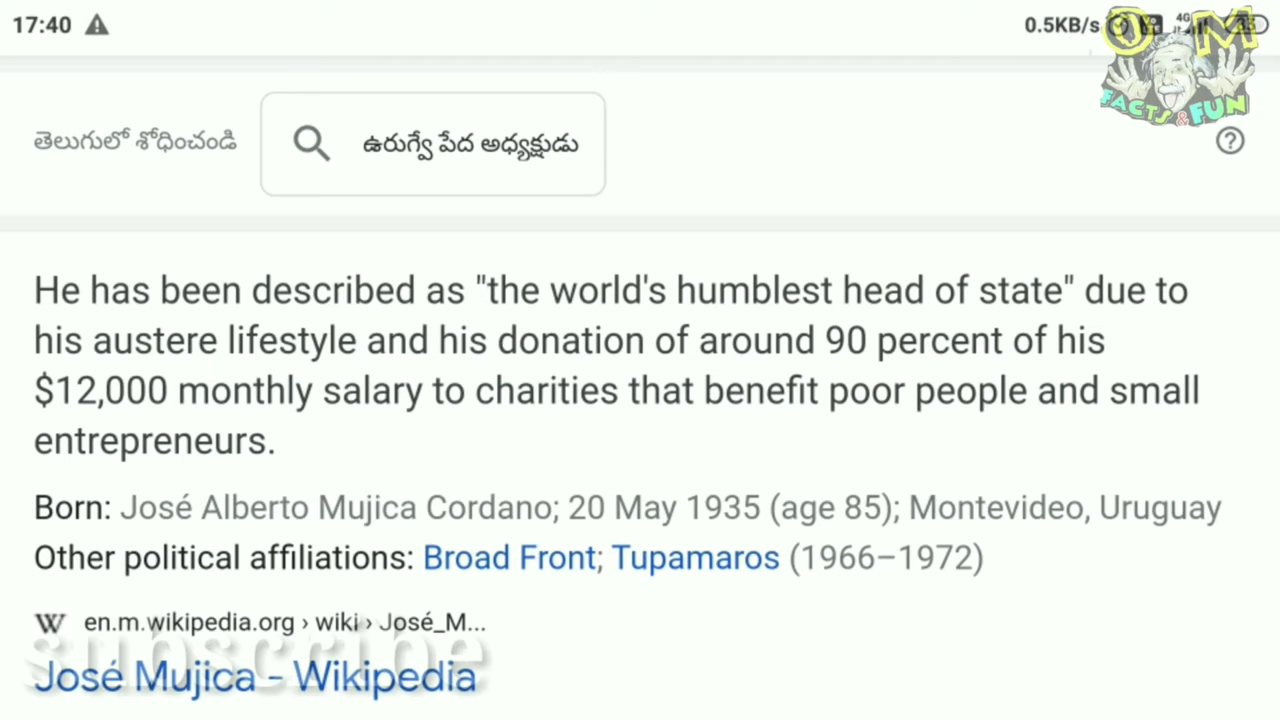 17:40
0.5KB/s
4G
OM
FACTS & FUN
తెలుగులో శోధించండి
ఉరుగ్వే పేద అధ్యక్షుడు
He has been described as "the world's humblest head of state" due to
his austere lifestyle and his donation of around 90 percent of his
$12,000 monthly salary to charities that benefit poor people and small
entrepreneurs.
Born: José Alberto Mujica Cordano; 20 May 1935 (age 85); Montevideo, Uruguay
Other political affiliations: Broad Front; Tupamaros (1966–1972)
W en.m.wikipedia.org › wiki › José_M...
subscribe
José Mujica - Wikipedia